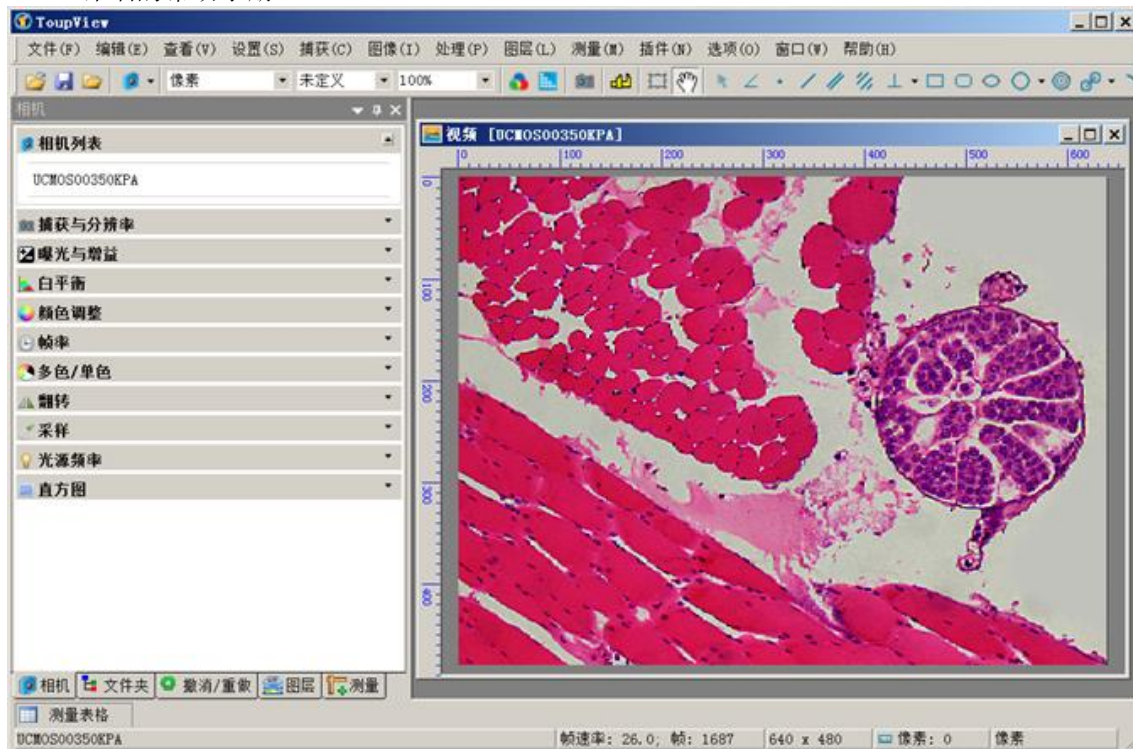 ToupView
文件(F) 编辑(E) 查看(V) 设置(S) 捕获(C) 图像(I) 处理(P) 图层(L) 测量(M) 插件(N) 选项(O) 窗口(W) 帮助(H)
像素 未定义 100%
相机
视频 [UCMOS00350KPA]
相机列表
0 100 200 300 400 500 600
UCMOS00350KPA
0
捕获与分辨率
曝光与增益
白平衡
100
颜色调整
帧率
多色/单色
200
翻转
采样
光源频率
直方图
300
400
相机 文件夹 撤消/重做 图层 测量
测量表格
UCMOS00350KPA 帧速率: 26.0; 帧: 1687 640 x 480 像素: 0 像素